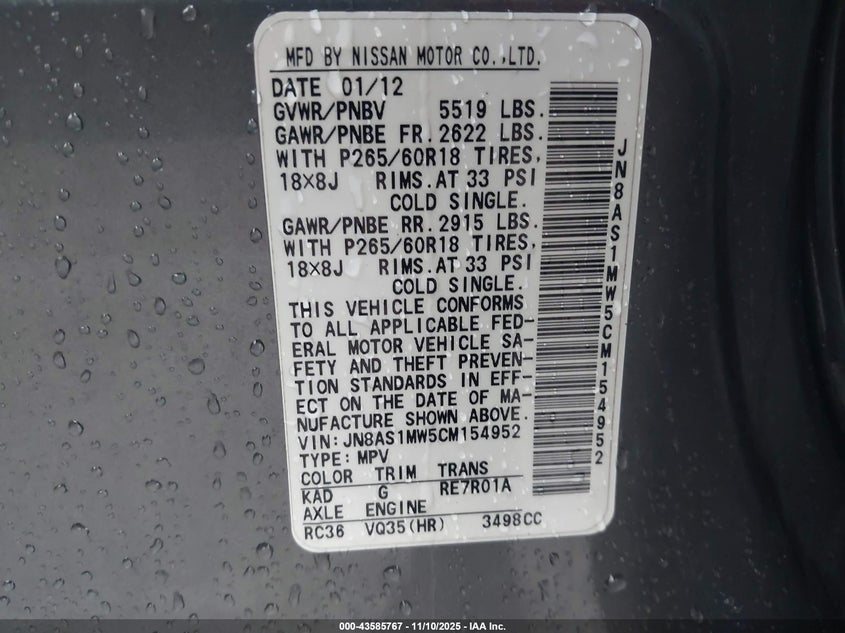 MFD BY NISSAN MOTOR CO.,LTD.
DATE 01/12
GVWR/PNBV 5519 LBS.
GAWR/PNBE FR.2622 LBS.
WITH P265/60R18 TIRES,
18×8J RIMS.AT 33 PSI
COLD SINGLE.
GAWR/PNBE RR.2915 LBS.
WITH P265/60R18 TIRES,
18×8J RIMS.AT 33 PSI
COLD SINGLE.
THIS VEHICLE CONFORMS
TO ALL APPLICABLE FED-
ERAL MOTOR VEHICLE SA-
FETY AND THEFT PREVEN-
TION STANDARDS IN EFF-
ECT ON THE DATE OF MA-
NUFACTURE SHOWN ABOVE.
VIN:JN8AS1MW5CM154952
TYPE:MPV
COLOR TRIM TRANS
KAD G RE7R01A
AXLE ENGINE
RC36 VQ35(HR) 3498CC
JN8AS1MW5CM154952
000-43585767 - 11/10/2025 - IAA Inc.